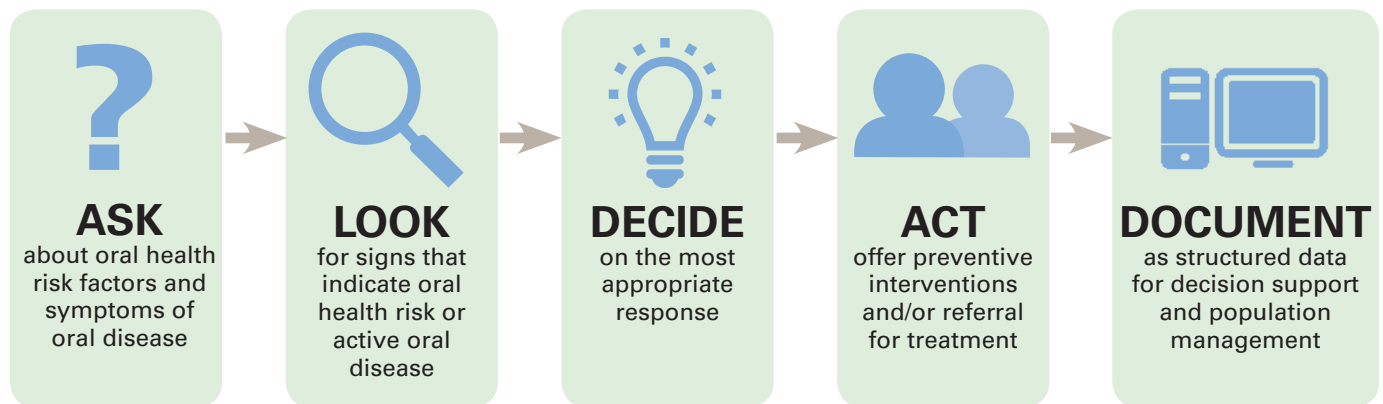 ASK
about oral health
risk factors and
symptoms of
oral disease
LOOK
for signs that
indicate oral
health risk or
active oral
disease
DECIDE
on the most
appropriate
response
ACT
offer preventive
interventions
and/or referral
for treatment
DOCUMENT
as structured data
for decision support
and population
management